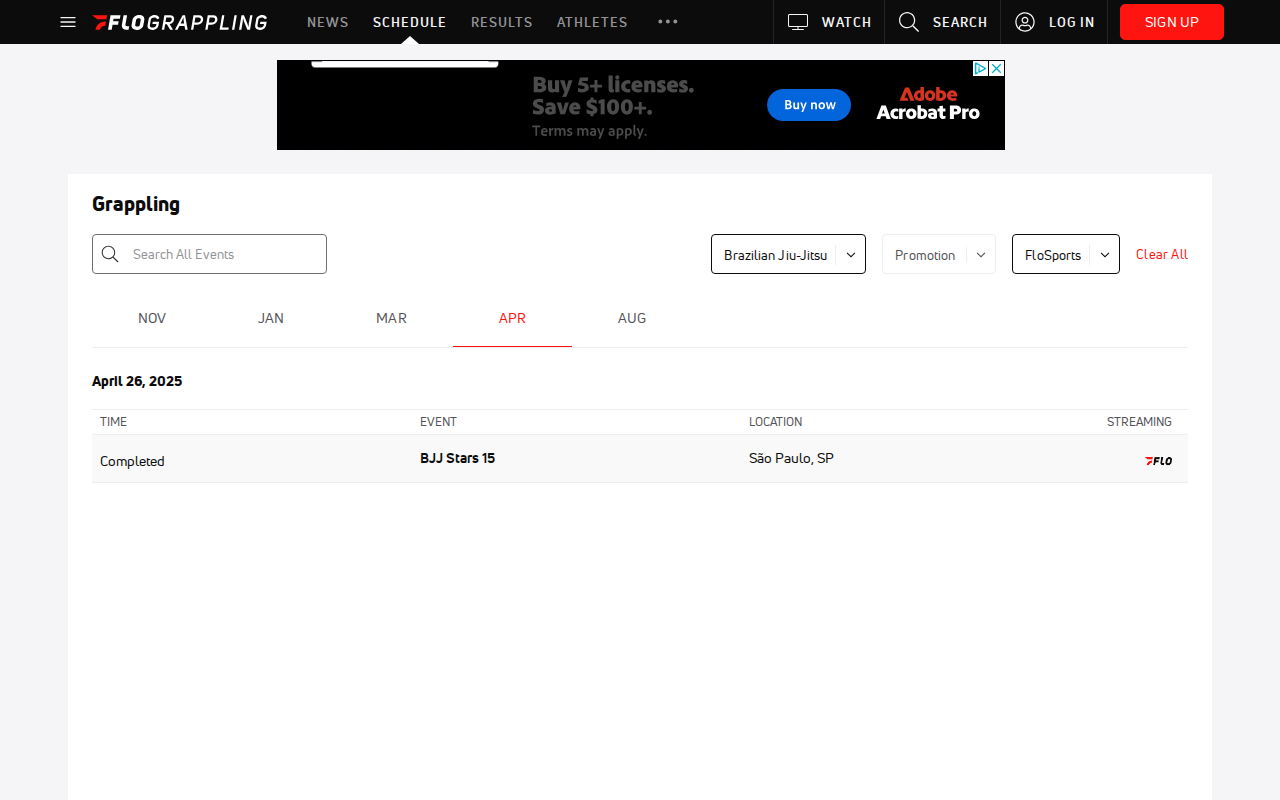 FLOGRAPPLING NEWS SCHEDULE RESULTS ATHLETES WATCH SEARCH LOG IN SIGN UP
Buy 5+ licenses.
Save $100+.
Terms may apply.
Buy now
Adobe
Acrobat Pro
Grappling
Search All Events Brazilian Jiu-Jitsu Promotion FloSports Clear All
NOV JAN MAR APR AUG
April 26, 2025
TIME EVENT LOCATION STREAMING
Completed BJJ Stars 15 São Paulo, SP FLO